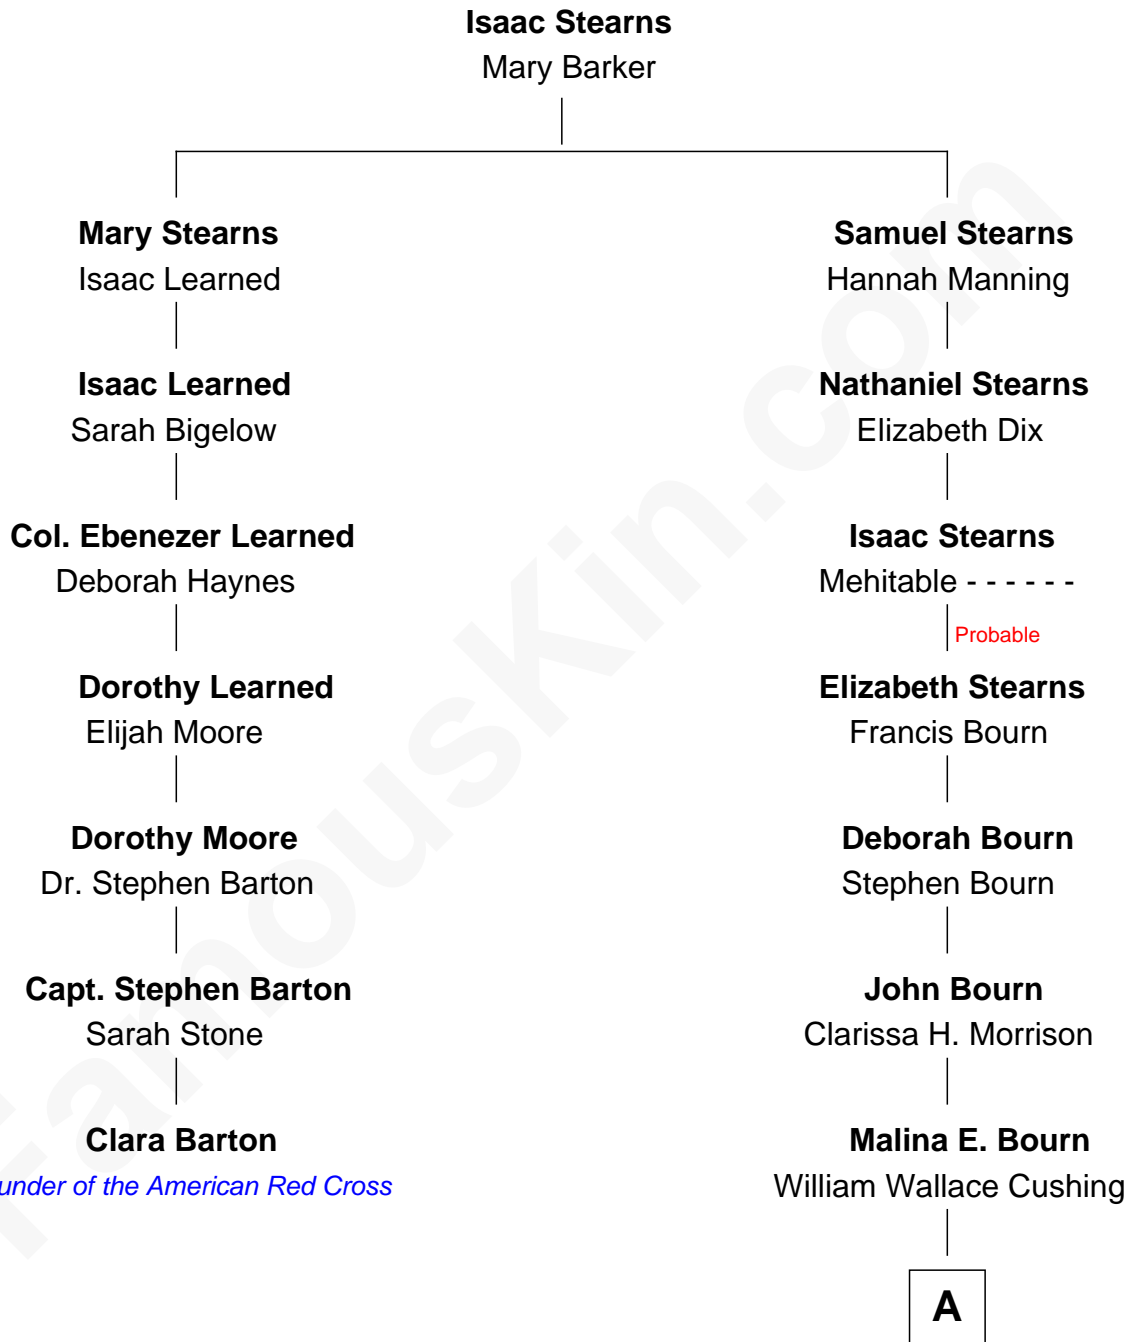 Isaac Stearns
Mary Barker
Mary Stearns
Isaac Learned
Samuel Stearns
Hannah Manning
Isaac Learned
Sarah Bigelow
Nathaniel Stearns
Elizabeth Dix
Col. Ebenezer Learned
Deborah Haynes
Isaac Stearns
Mehitable - - - - - -
Probable
Dorothy Learned
Elijah Moore
Elizabeth Stearns
Francis Bourn
Dorothy Moore
Dr. Stephen Barton
Deborah Bourn
Stephen Bourn
Capt. Stephen Barton
Sarah Stone
John Bourn
Clarissa H. Morrison
Clara Barton
under of the American Red Cross
Malina E. Bourn
William Wallace Cushing
A
FamousKin.com